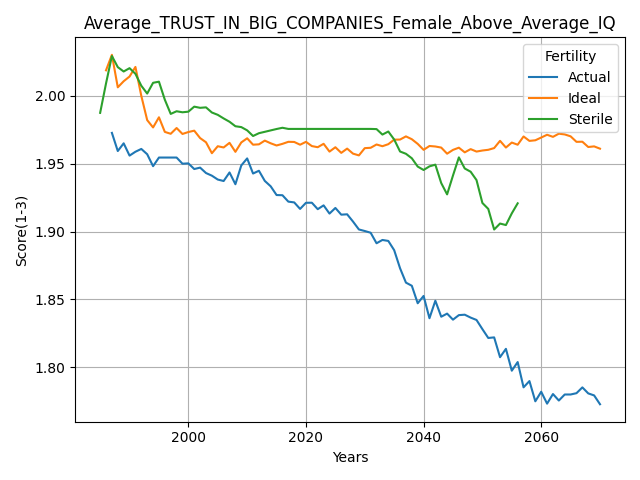 Average_TRUST_IN_BIG_COMPANIES_Female_Above_Average_IQ
Fertility
Actual
Ideal
Sterile
Score(1-3)
2.00
1.95
1.90
1.85
1.80
2000
2020
2040
2060
Years